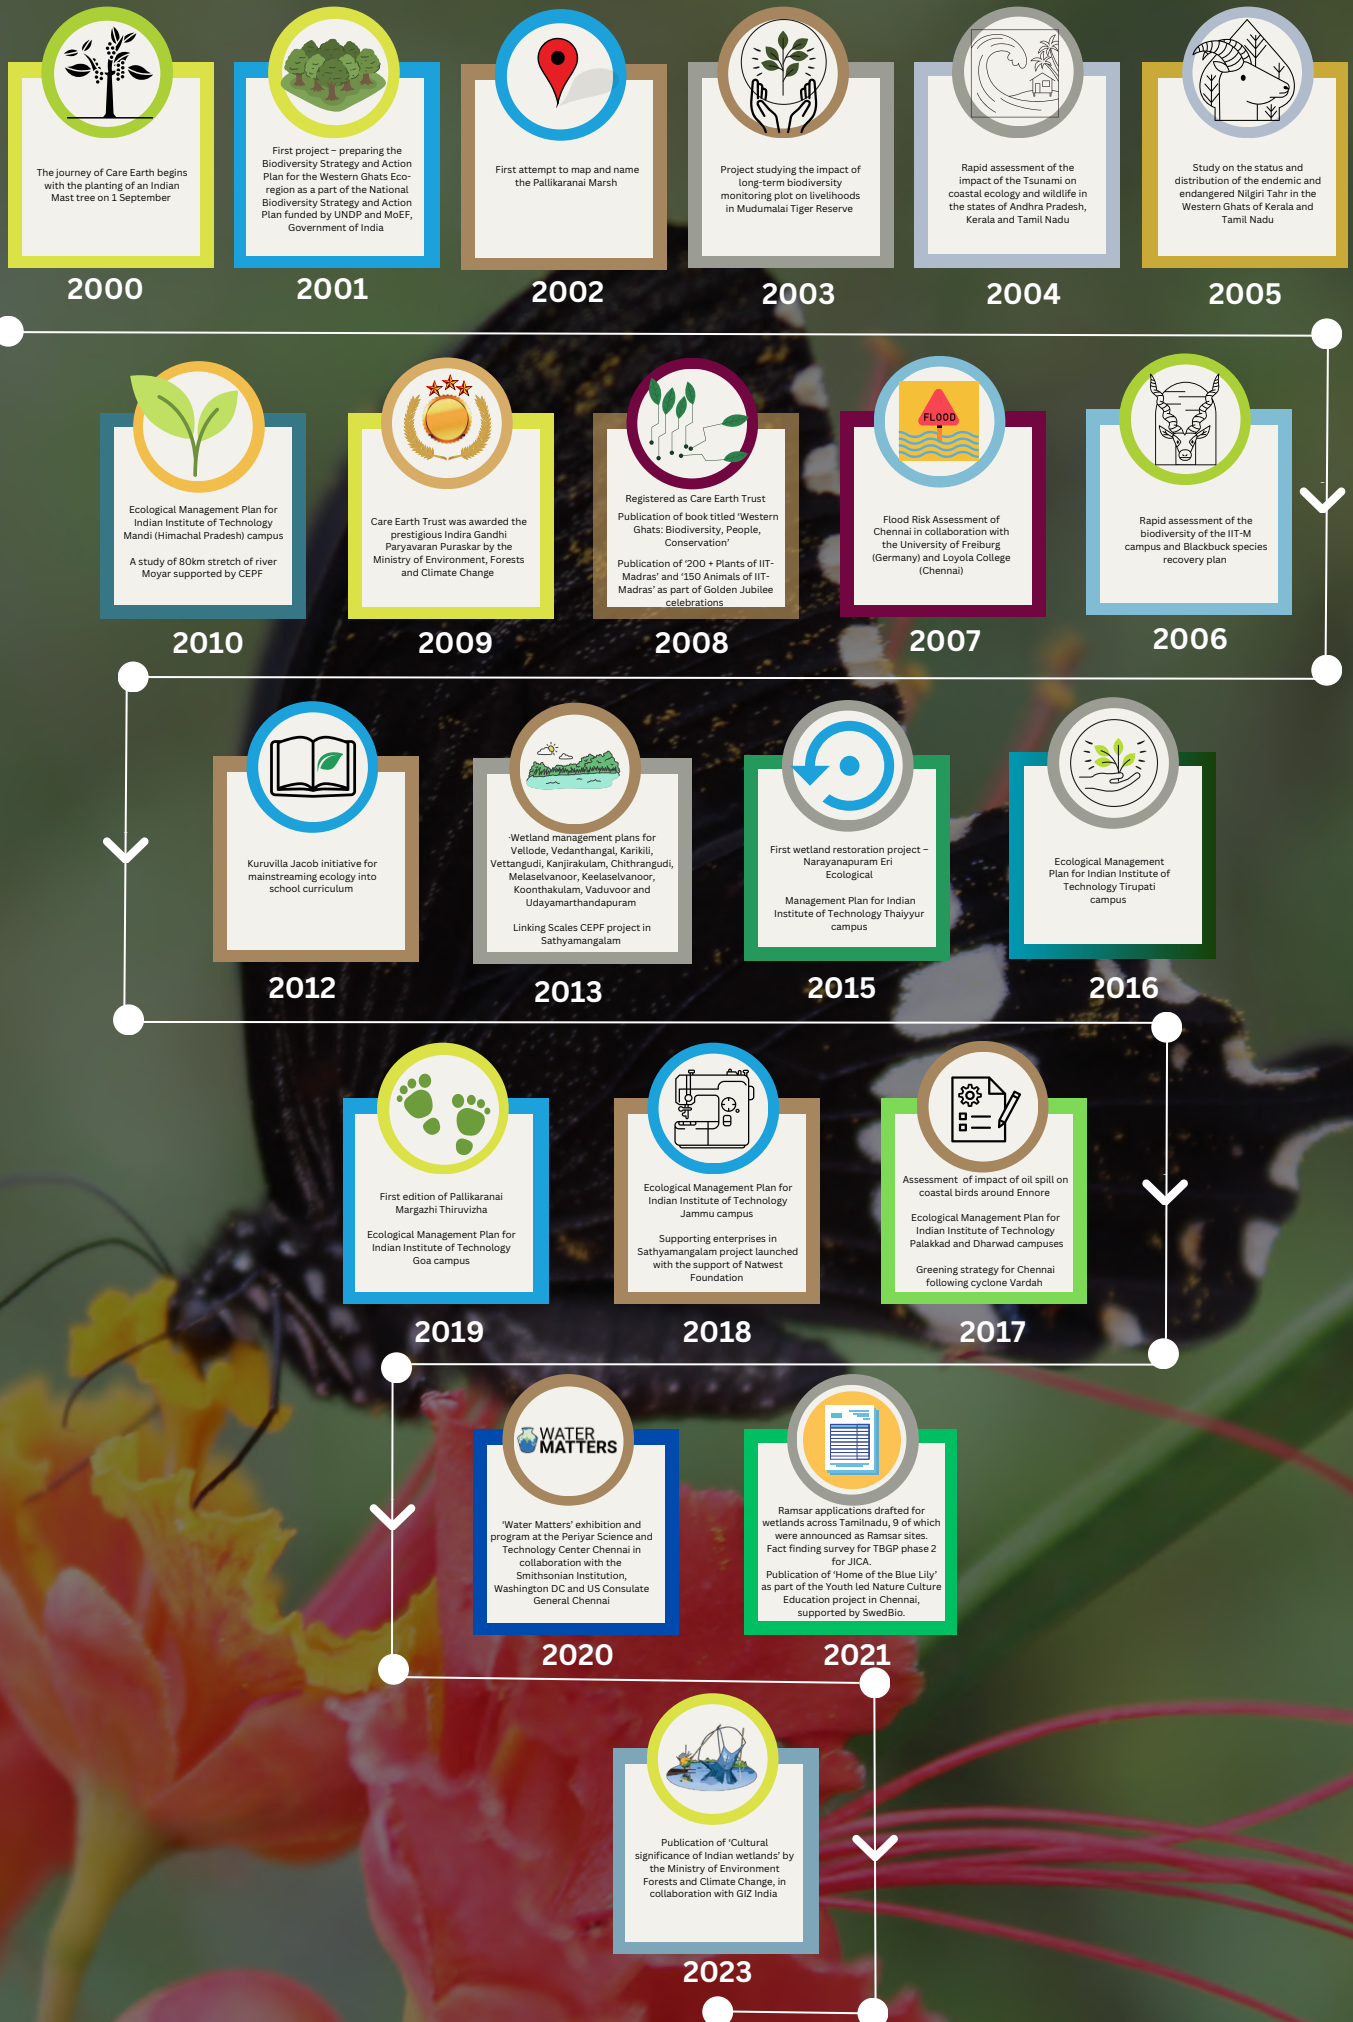 The journey of Care Earth begins
with the planting of an Indian
Mast tree on 1 September
2000
First project – preparing the
Biodiversity Strategy and Action
Plan for the Western Ghats Eco-
region as a part of the National
Biodiversity Strategy and Action
Plan funded by UNDP and MoEF,
Government of India
2001
First attempt to map and name
the Pallikaranai Marsh
2002
Project studying the impact of
long-term biodiversity
monitoring plot on livelihoods
in Mudumalai Tiger Reserve
2003
Rapid assessment of the
impact of the Tsunami on
coastal ecology and wildlife in
the states of Andhra Pradesh,
Kerala and Tamil Nadu
2004
Study on the status and
distribution of the endemic and
endangered Nilgiri Tahr in the
Western Ghats of Kerala and
Tamil Nadu
2005
Ecological Management Plan for
Indian Institute of Technology
Mandi (Himachal Pradesh) campus
A study of 80km stretch of river
Moyar supported by CEPF
2010
Care Earth Trust was awarded the
prestigious Indira Gandhi
Paryavaran Puraskar by the
Ministry of Environment, Forests
and Climate Change
2009
Registered as Care Earth Trust
Publication of book titled ‘Western
Ghats: Biodiversity, People,
Conservation’
Publication of ‘200 + Plants of IIT-
Madras’ and ‘150 Animals of IIT-
Madras’ as part of Golden Jubilee
celebrations
2008
FLOOD
Flood Risk Assessment of
Chennai in collaboration with
the University of Freiburg
(Germany) and Loyola College
(Chennai)
2007
Rapid assessment of the
biodiversity of the IIT-M
campus and Blackbuck species
recovery plan
2006
Kuruvilla Jacob initiative for
mainstreaming ecology into
school curriculum
2012
·Wetland management plans for
Vellode, Vedanthangal, Karikili,
Vettangudi, Kanjirakulam, Chithrangudi,
Melaselvanoor, Keelaselvanoor,
Koonthakulam, Vaduvoor and
Udayamarthandapuram
Linking Scales CEPF project in
Sathyamangalam
2013
First wetland restoration project –
Narayanapuram Eri
Ecological
Management Plan for Indian
Institute of Technology Thaiyyur
campus
2015
Ecological Management
Plan for Indian Institute of
Technology Tirupati
campus
2016
First edition of Pallikaranai
Margazhi Thiruvizha
Ecological Management Plan for
Indian Institute of Technology
Goa campus
2019
Ecological Management Plan for
Indian Institute of Technology
Jammu campus
Supporting enterprises in
Sathyamangalam project launched
with the support of Natwest
Foundation
2018
Assessment of impact of oil spill on
coastal birds around Ennore
Ecological Management Plan for
Indian Institute of Technology
Palakkad and Dharwad campuses
Greening strategy for Chennai
following cyclone Vardah
2017
WATER
MATTERS
‘Water Matters’ exhibition and
program at the Periyar Science and
Technology Center Chennai in
collaboration with the
Smithsonian Institution,
Washington DC and US Consulate
General Chennai
2020
Ramsar applications drafted for
wetlands across Tamilnadu, 9 of which
were announced as Ramsar sites.
Fact finding survey for TBGP phase 2
for JICA.
Publication of ‘Home of the Blue Lily’
as part of the Youth led Nature Culture
Education project in Chennai,
supported by SwedBio.
2021
Publication of ‘Cultural
significance of Indian wetlands’ by
the Ministry of Environment
Forests and Climate Change, in
collaboration with GIZ India
2023